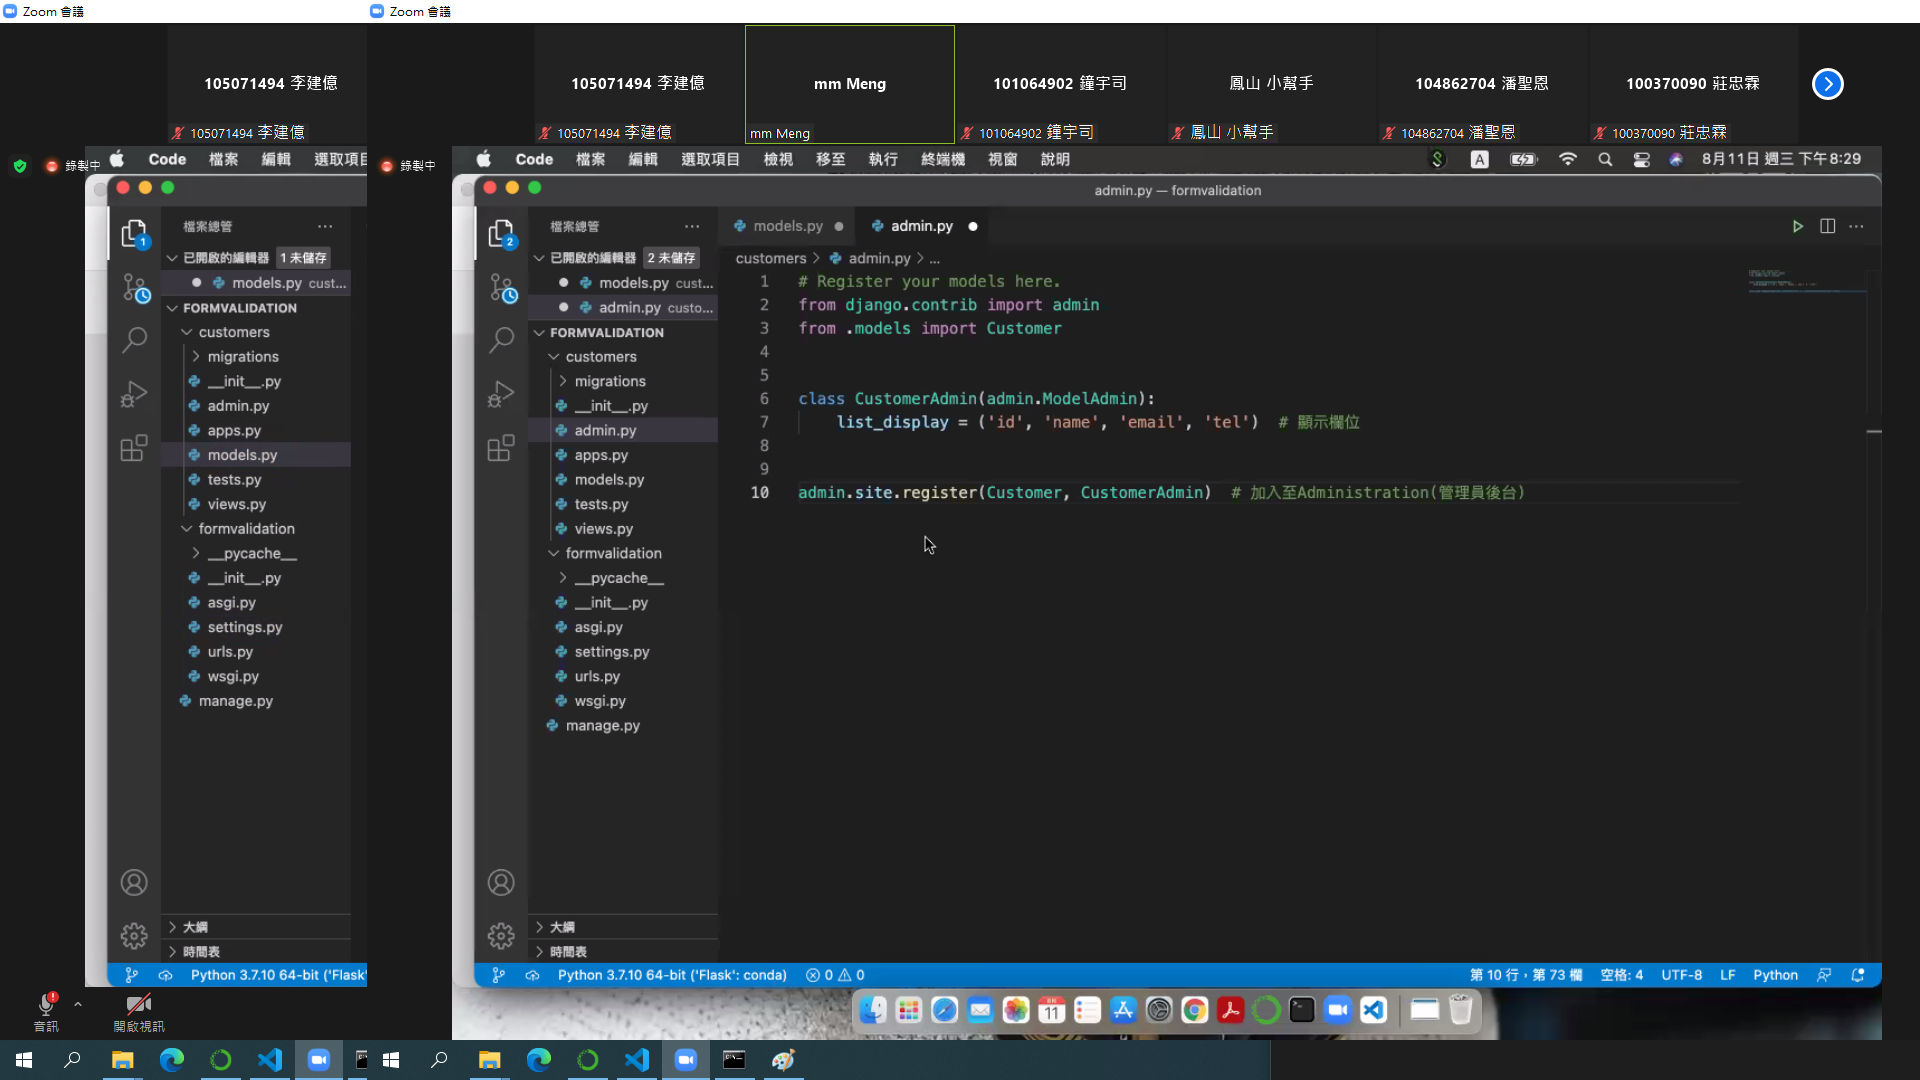 Zoom 會議
Zoom 會議
105071494 李建億
105071494 李建億
mm Meng
101064902 鐘宇司
鳳山 小幫手
104862704 潘聖恩
100370090 莊忠霖
105071494 李建億
105071494 李建億
mm Meng
101064902 鐘宇司
鳳山 小幫手
104862704 潘聖恩
100370090 莊忠霖
錄製中
Code 檔案 編輯 選取項目
錄製中
Code 檔案 編輯 選取項目 檢視 移至 執行 終端機 視窗 說明
A
8月11日 週三 下午8:29
admin.py — formvalidation
檔案總管 ...
1
已開啟的編輯器 1 未儲存
models.py cust...
FORMVALIDATION
customers
migrations
__init__.py
admin.py
apps.py
models.py
tests.py
views.py
formvalidation
__pycache__
__init__.py
asgi.py
settings.py
urls.py
wsgi.py
manage.py
大綱
時間表
Python 3.7.10 64-bit ('Flask'
檔案總管 ...
2
已開啟的編輯器 2 未儲存
models.py cust...
admin.py custo...
FORMVALIDATION
customers
migrations
__init__.py
admin.py
apps.py
models.py
tests.py
views.py
formvalidation
__pycache__
__init__.py
asgi.py
settings.py
urls.py
wsgi.py
manage.py
大綱
時間表
models.py
admin.py
customers > admin.py > ...
1 # Register your models here.
2 from django.contrib import admin
3 from .models import Customer
4
5
6 class CustomerAdmin(admin.ModelAdmin):
7 list_display = ('id', 'name', 'email', 'tel') # 顯示欄位
8
9
10 admin.site.register(Customer, CustomerAdmin) # 加入至Administration(管理員後台)
Python 3.7.10 64-bit ('Flask': conda) 0 0
第 10 行，第 73 欄 空格: 4 UTF-8 LF Python
音訊
開啟視訊
11